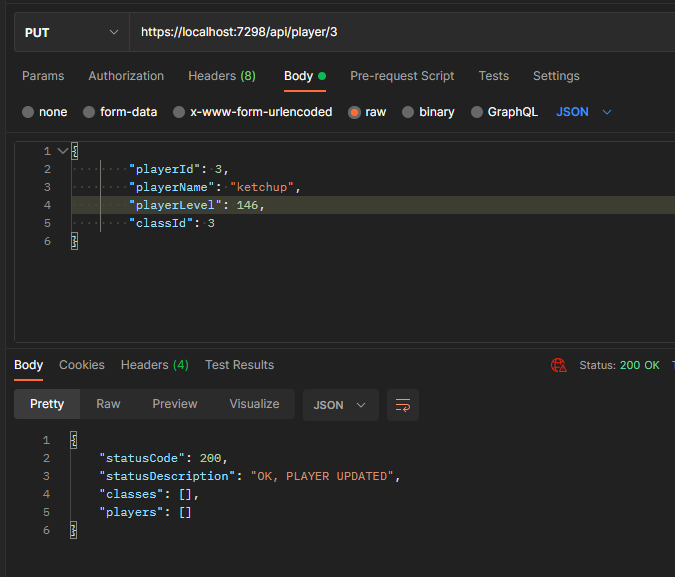 PUT https://localhost:7298/api/player/3
Params Authorization Headers (8) Body Pre-request Script Tests Settings
none form-data x-www-form-urlencoded raw binary GraphQL JSON
1 {
2 "playerId": 3,
3 "playerName": "ketchup",
4 "playerLevel": 146,
5 "classId": 3
6 }
Body Cookies Headers (4) Test Results Status: 200 OK
Pretty Raw Preview Visualize JSON
1 {
2 "statusCode": 200,
3 "statusDescription": "OK, PLAYER UPDATED",
4 "classes": [],
5 "players": []
6 }